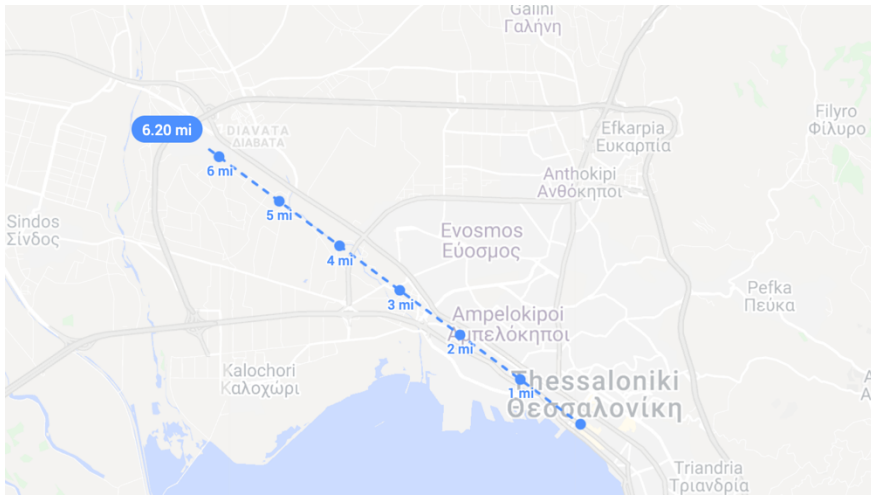 Galini
Γαλήνη
Filyro
Φίλυρο
6.20 mi
DIAVATA
ΔΙΑΒΑΤΑ
Efkarpia
Ευκαρπία
6 mi
Anthokipi
Ανθόκηποι
5 mi
Sindos
Σίνδος
Evosmos
Εύοσμος
4 mi
Pefka
Πεύκα
3 mi
Ampelokipoi
Αμπελόκηποι
2 mi
Kalochori
Καλοχώρι
Thessaloniki
1 mi
Θεσσαλονίκη
Triandria
Τριανδρία